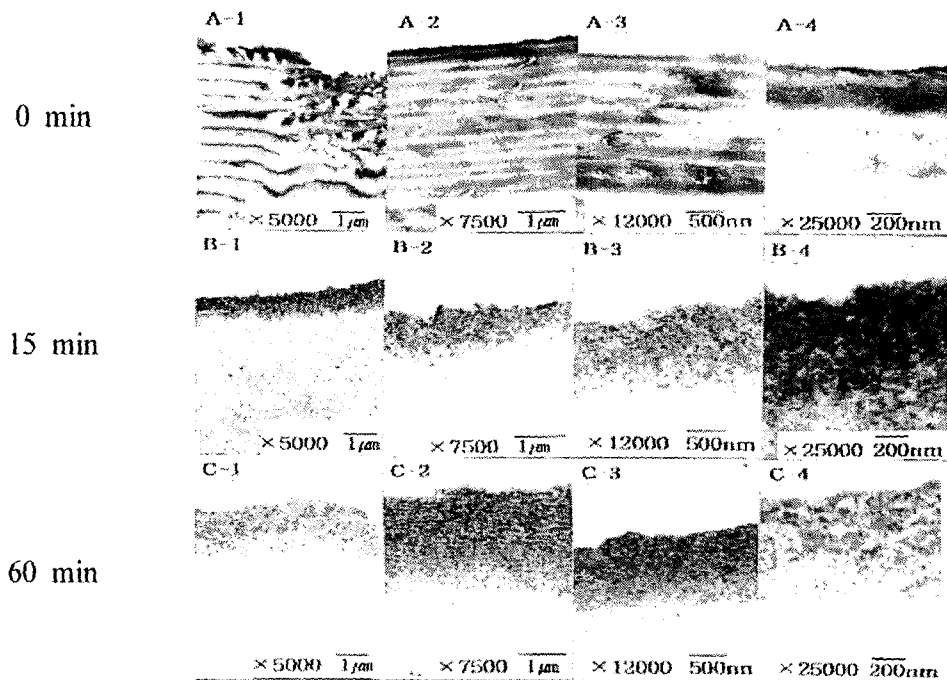 A-1 A-2 A-3 A-4
0 min
×5000 1μm ×7500 1μm ×12000 500nm ×25000 200nm
B-1 B-2 B-3 B-4
15 min
×5000 1μm ×7500 1μm ×12000 500nm ×25000 200nm
C-1 C-2 C-3 C-4
60 min
×5000 1μm ×7500 1μm ×12000 500nm ×25000 200nm